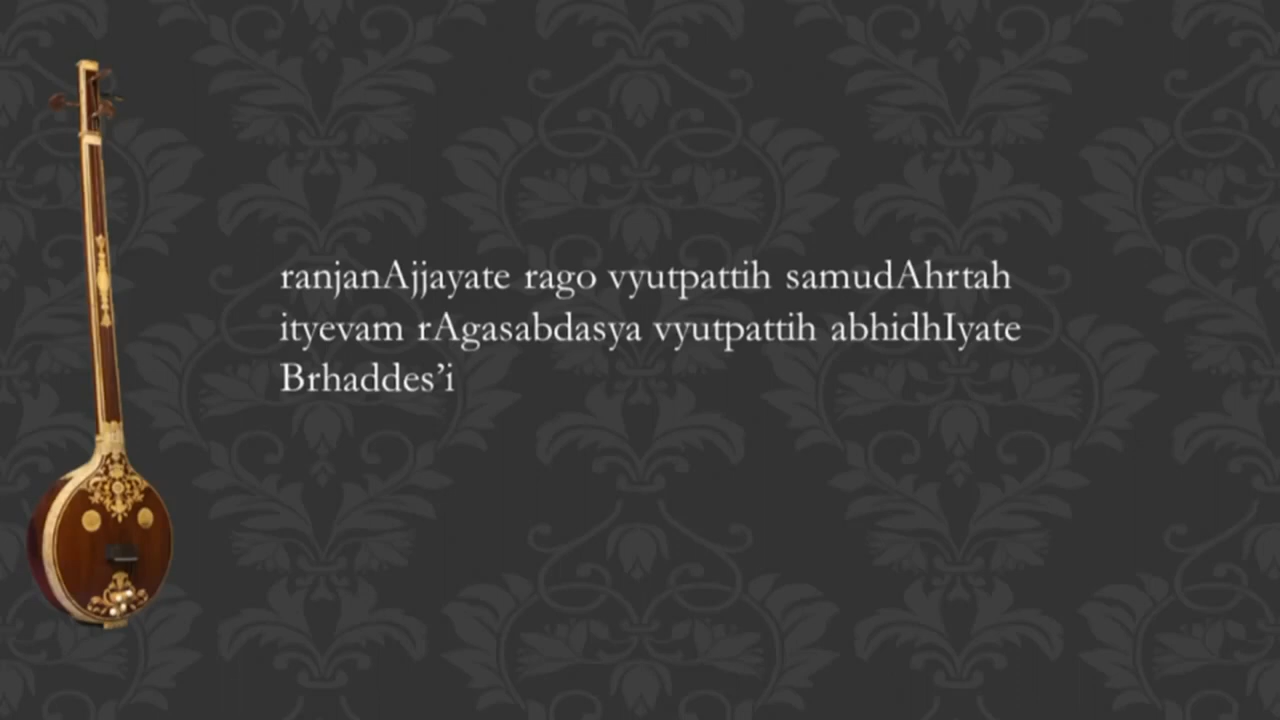 ranjanAjjayate rago vyutpattih samudAhrtah
ityevam rAgasabdasya vyutpattih abhidhIyate
Brhaddes’i